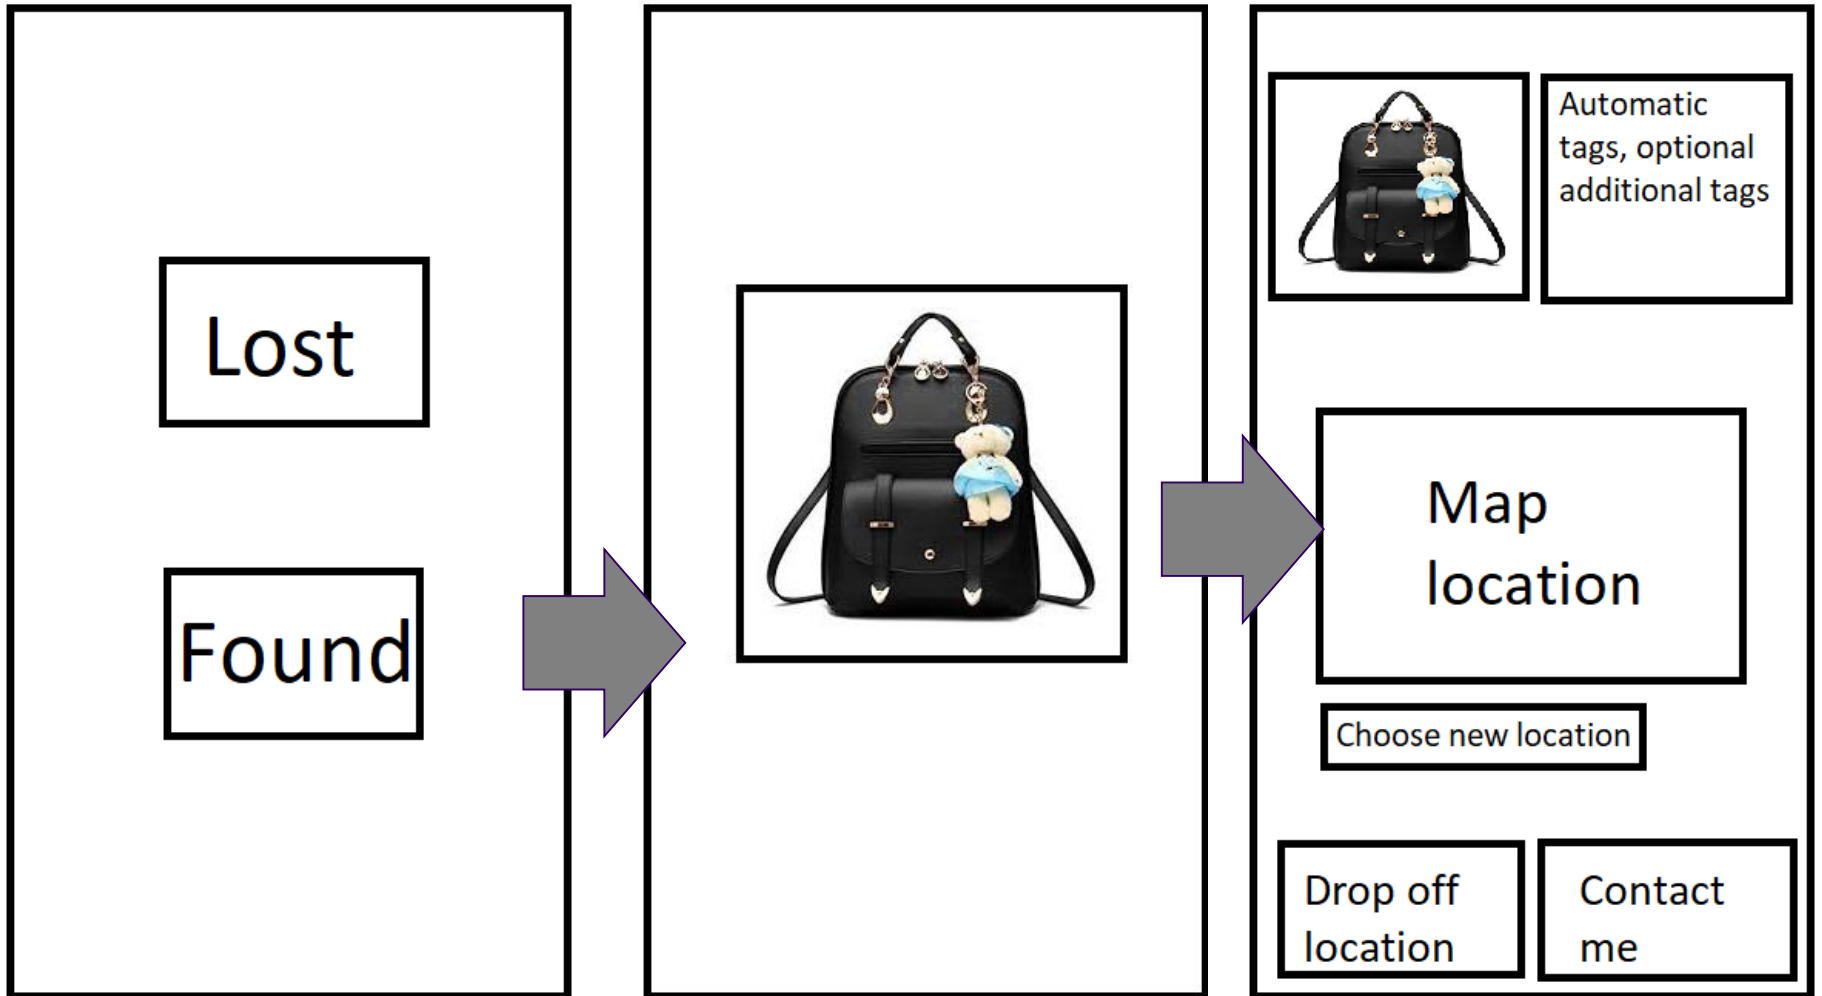 Lost
Found
Automatic
tags, optional
additional tags
Map
location
Choose new location
Drop off
location
Contact
me